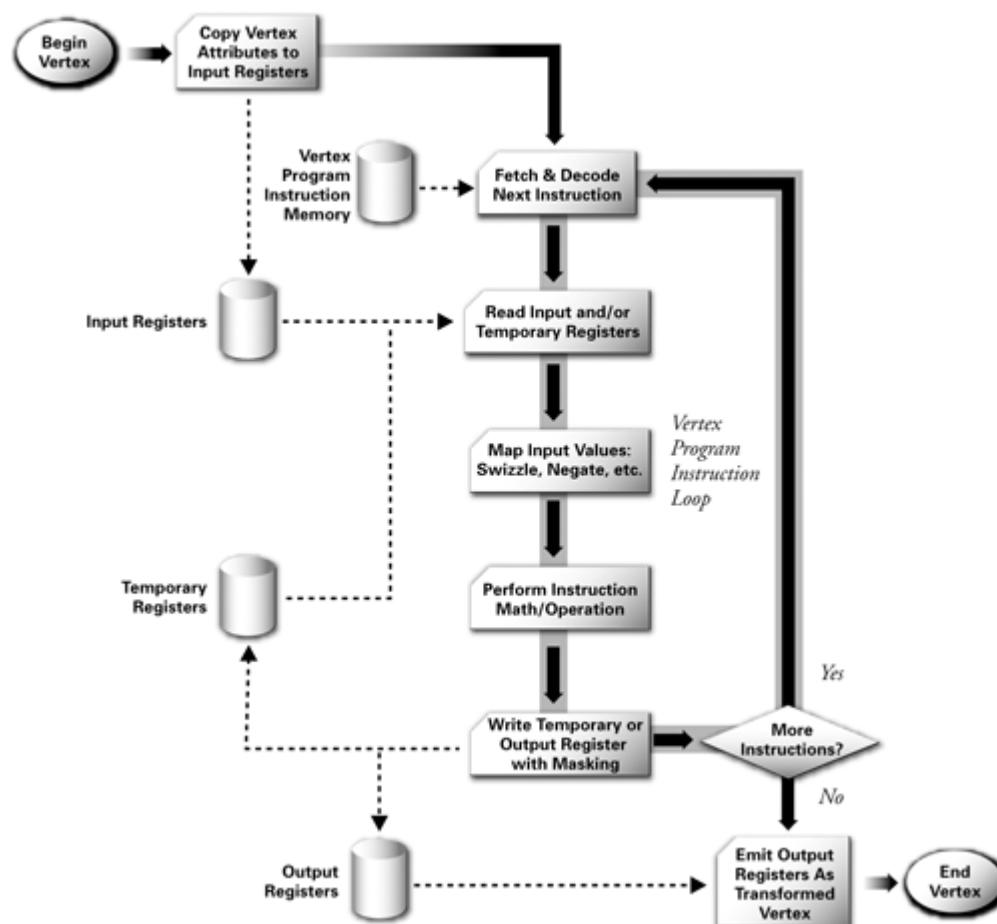 Begin
Vertex
Copy Vertex
Attributes to
Input Registers
Vertex
Program
Instruction
Memory
Fetch & Decode
Next Instruction
Input Registers
Read Input and/or
Temporary Registers
Map Input Values:
Swizzle, Negate, etc.
Vertex
Program
Instruction
Loop
Temporary
Registers
Perform Instruction
Math/Operation
Yes
Write Temporary or
Output Register
with Masking
More
Instructions?
No
Output
Registers
Emit Output
Registers As
Transformed
Vertex
End
Vertex